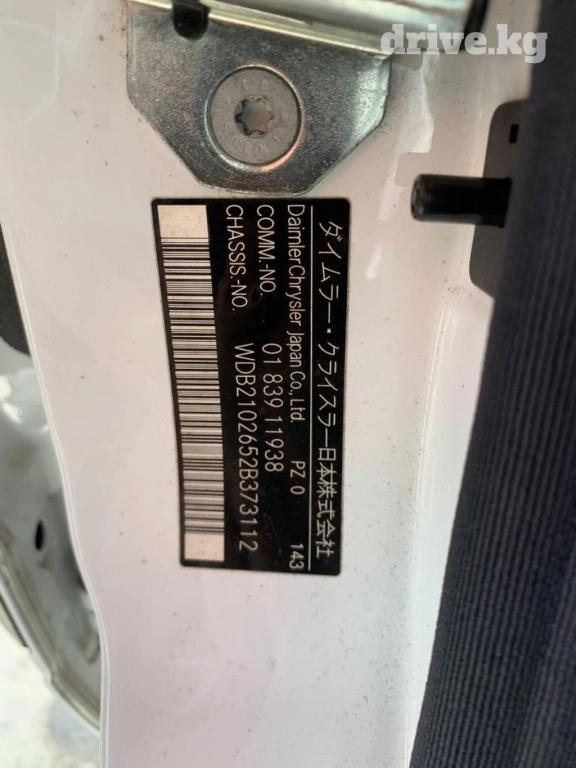 drive.kg
ダイムラー・クライスラー日本株式会社
DaimlerChrysler Japan Co., Ltd. PZ 0 143
COMM.-NO. 01 839 11938
CHASSIS.-NO. WDB2102652B373112